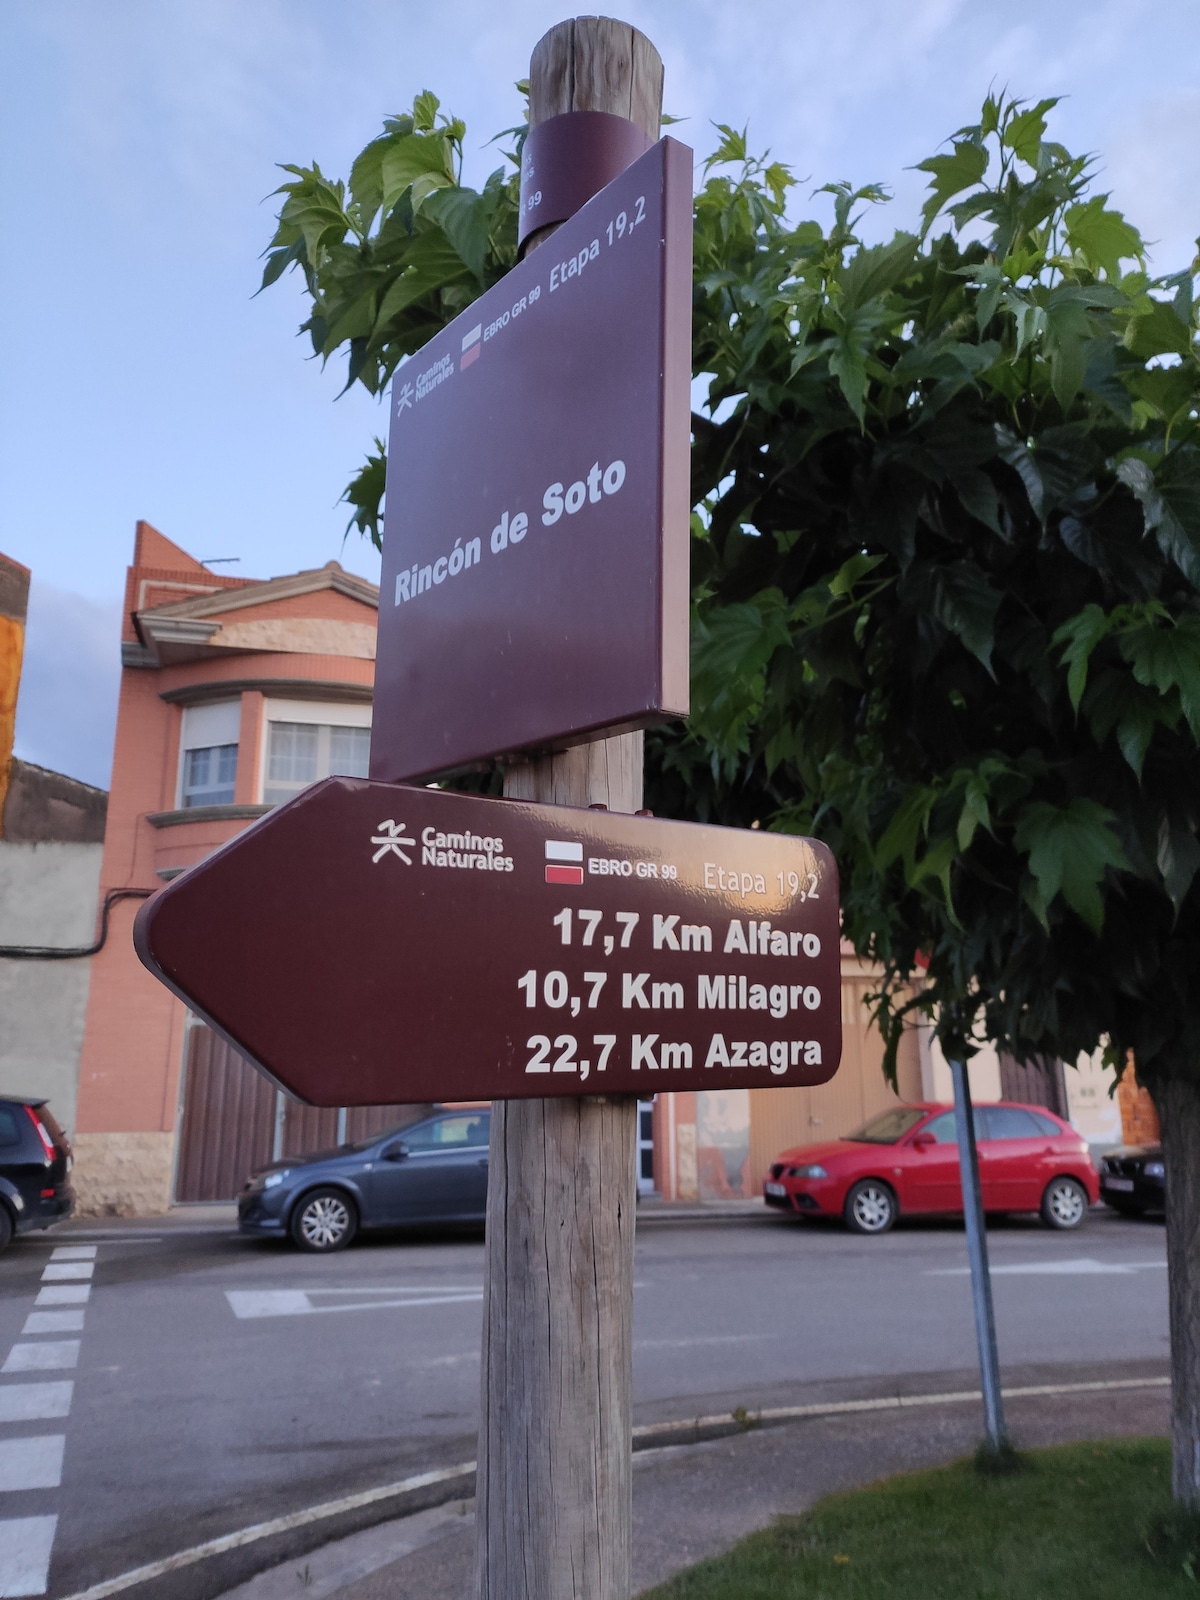 99
Caminos
Naturales
EBRO GR 99 Etapa 19,2
Rincón de Soto
Caminos
Naturales
EBRO GR 99 Etapa 19,2
17,7 Km Alfaro
10,7 Km Milagro
22,7 Km Azagra